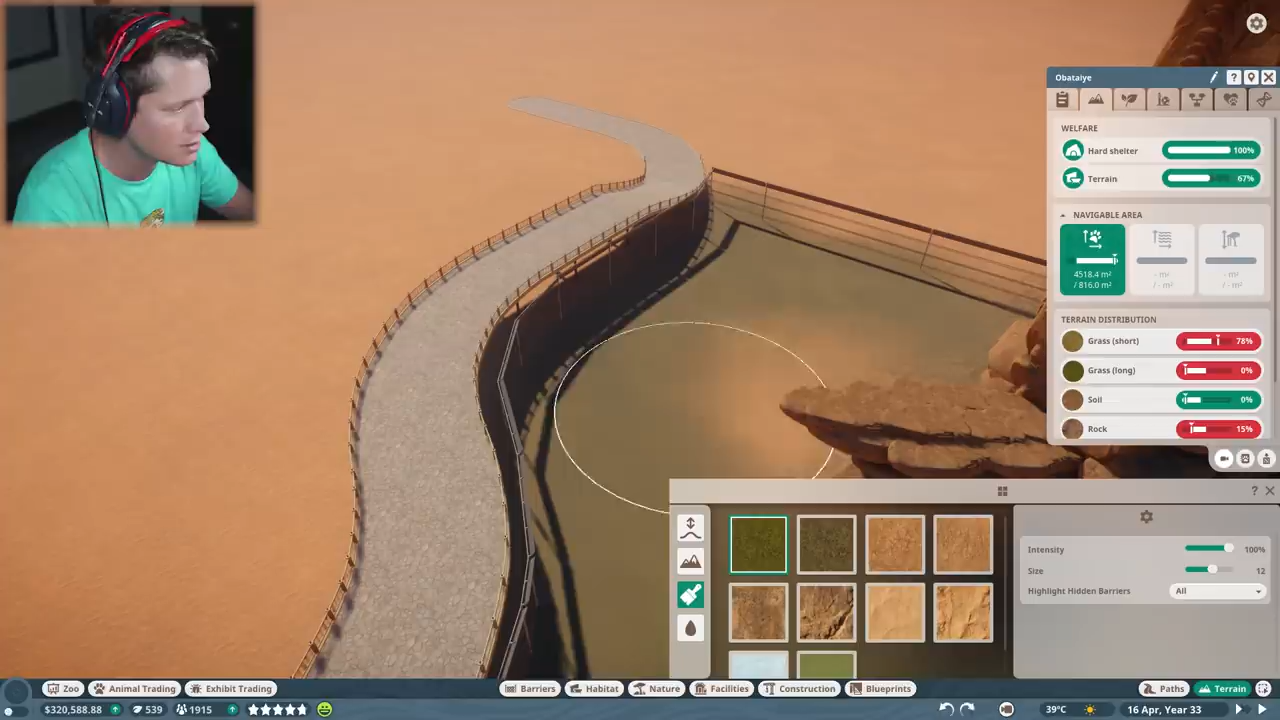 Obataiye
?
WELFARE
Hard shelter 100%
Terrain 67%
NAVIGABLE AREA
4518.4 m² - m² - m²
/ 816.0 m² / - m² / - m²
TERRAIN DISTRIBUTION
Grass (short) 78%
Grass (long) 0%
Soil 0%
Rock 15%
?
Intensity 100%
Size 12
Highlight Hidden Barriers All
Zoo Animal Trading Exhibit Trading Barriers Habitat Nature Facilities Construction Blueprints Paths Terrain
$320,588.88 539 1915 39°C 16 Apr, Year 33